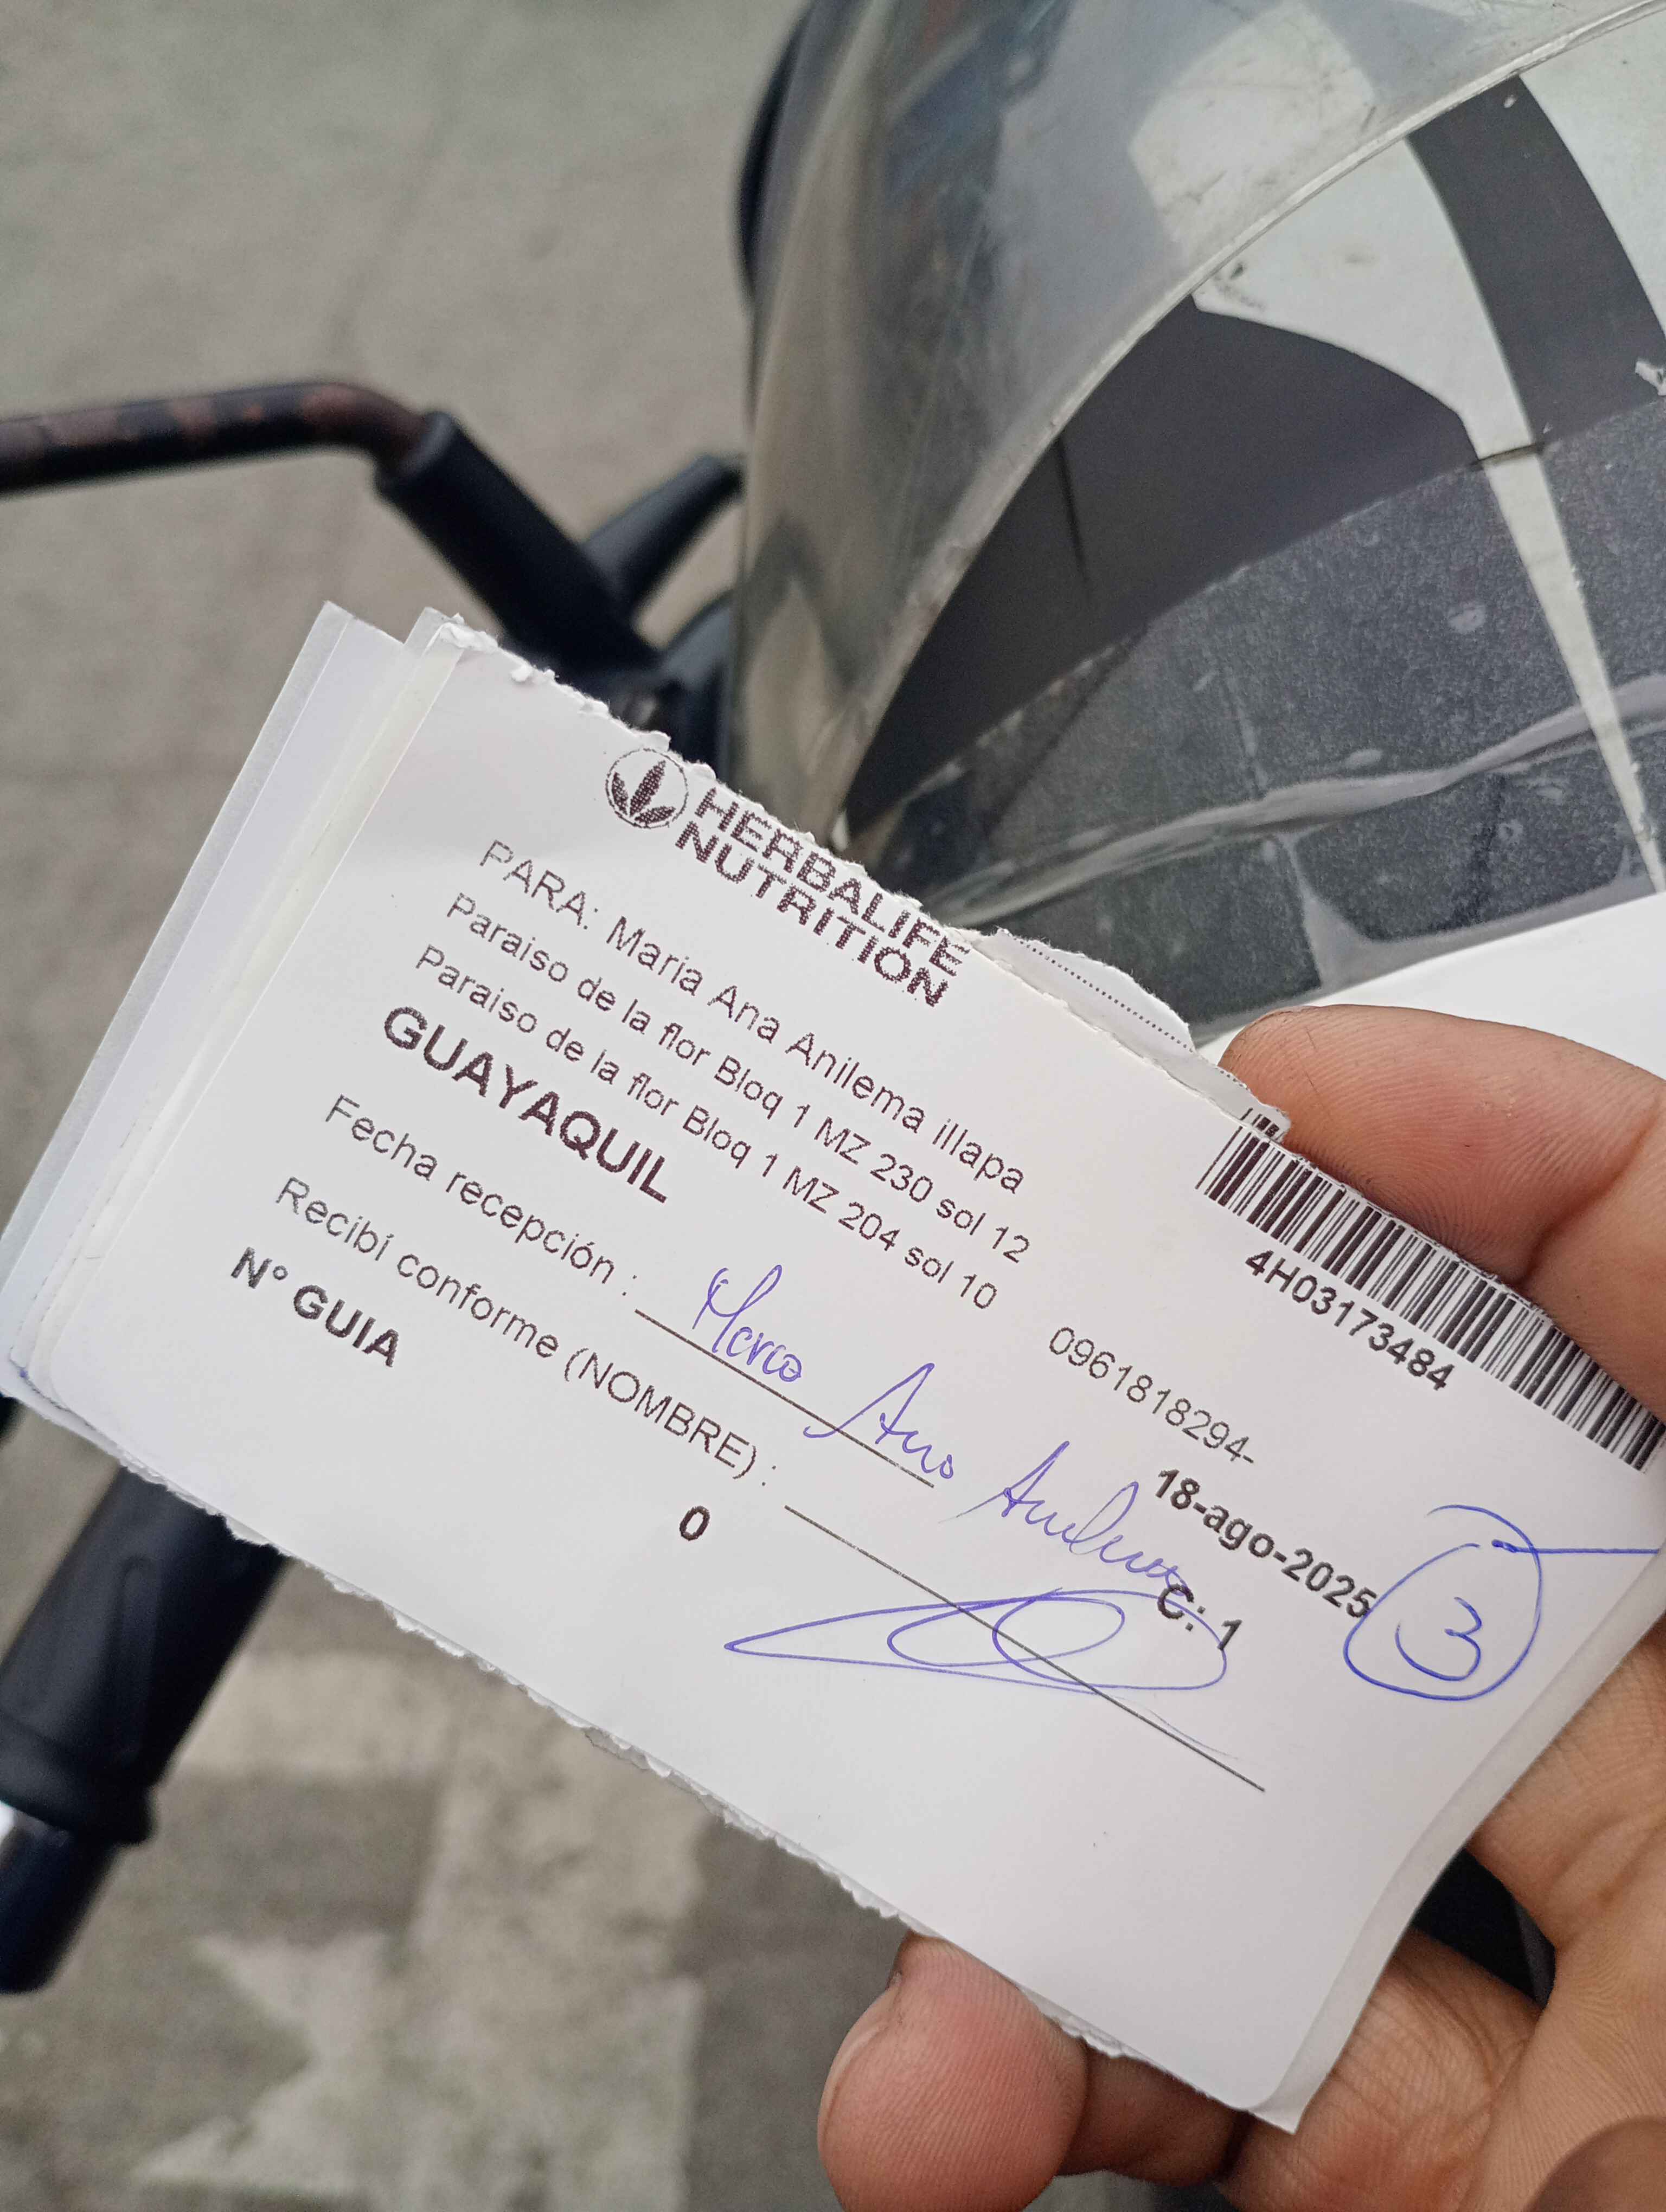 HERBALIFE
NUTRITION
PARA: Maria Ana Anilema illapa
Paraiso de la flor Bloq 1 MZ 230 sol 12
Paraiso de la flor Bloq 1 MZ 204 sol 10
GUAYAQUIL
4H03173484
0961818294-
18-ago-2025
3
Fecha recepción :
Recibí conforme (NOMBRE) :
N° GUIA
0
C: 1